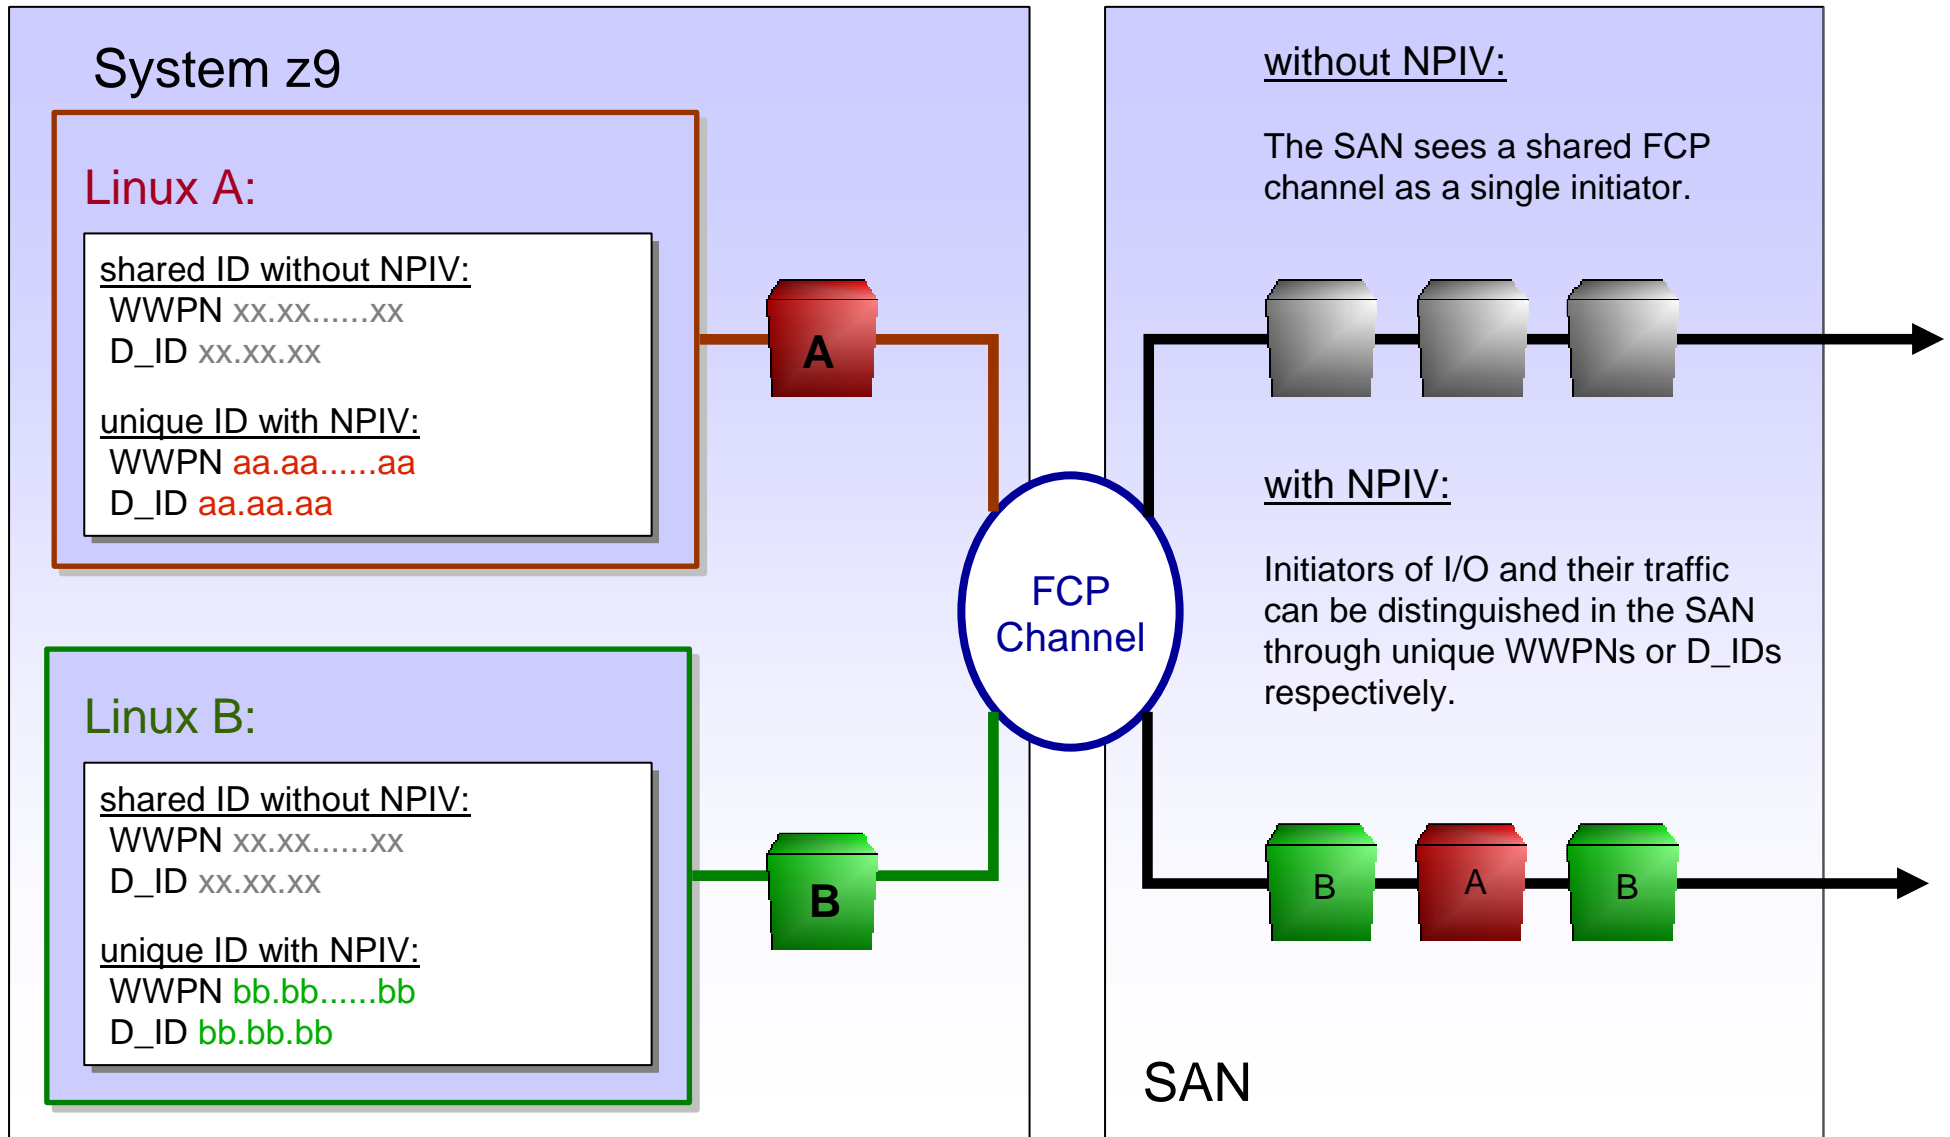 System z9
Linux A:
shared ID without NPIV:
WWPN xx.xx......xx
D_ID xx.xx.xx
unique ID with NPIV:
WWPN aa.aa......aa
D_ID aa.aa.aa
A
Linux B:
shared ID without NPIV:
WWPN xx.xx......xx
D_ID xx.xx.xx
unique ID with NPIV:
WWPN bb.bb......bb
D_ID bb.bb.bb
B
FCP
Channel
without NPIV:
The SAN sees a shared FCP
channel as a single initiator.
with NPIV:
Initiators of I/O and their traffic
can be distinguished in the SAN
through unique WWPNs or D_IDs
respectively.
B A B
SAN